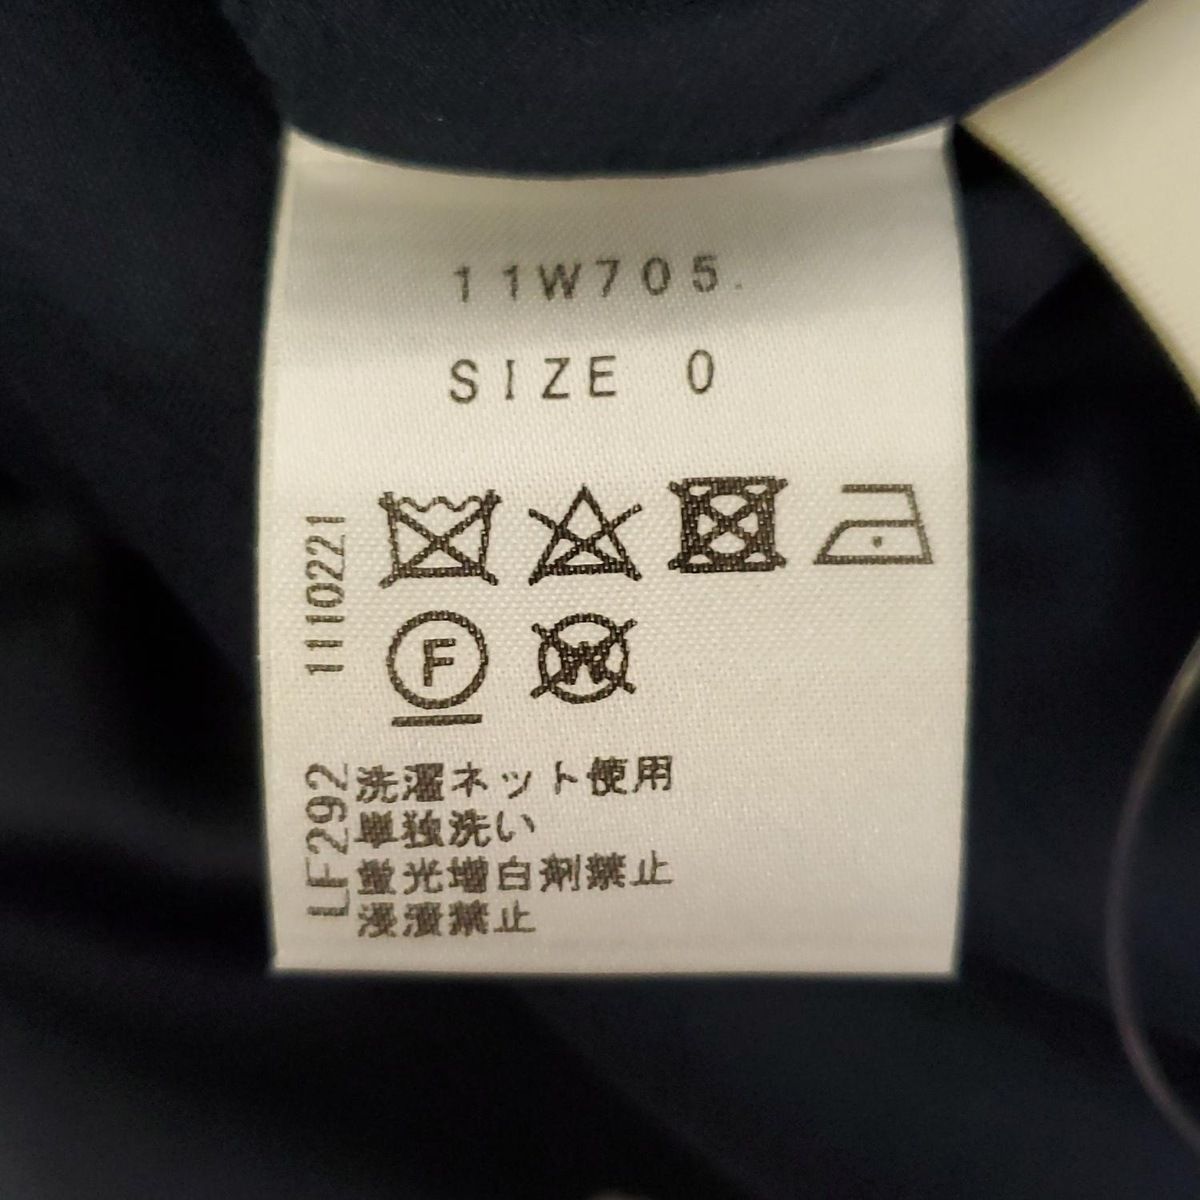 11W705.
SIZE 0
1110221
F
W
LF292
洗濯ネット使用
単独洗い
蛍光増白剤禁止
浸漬禁止